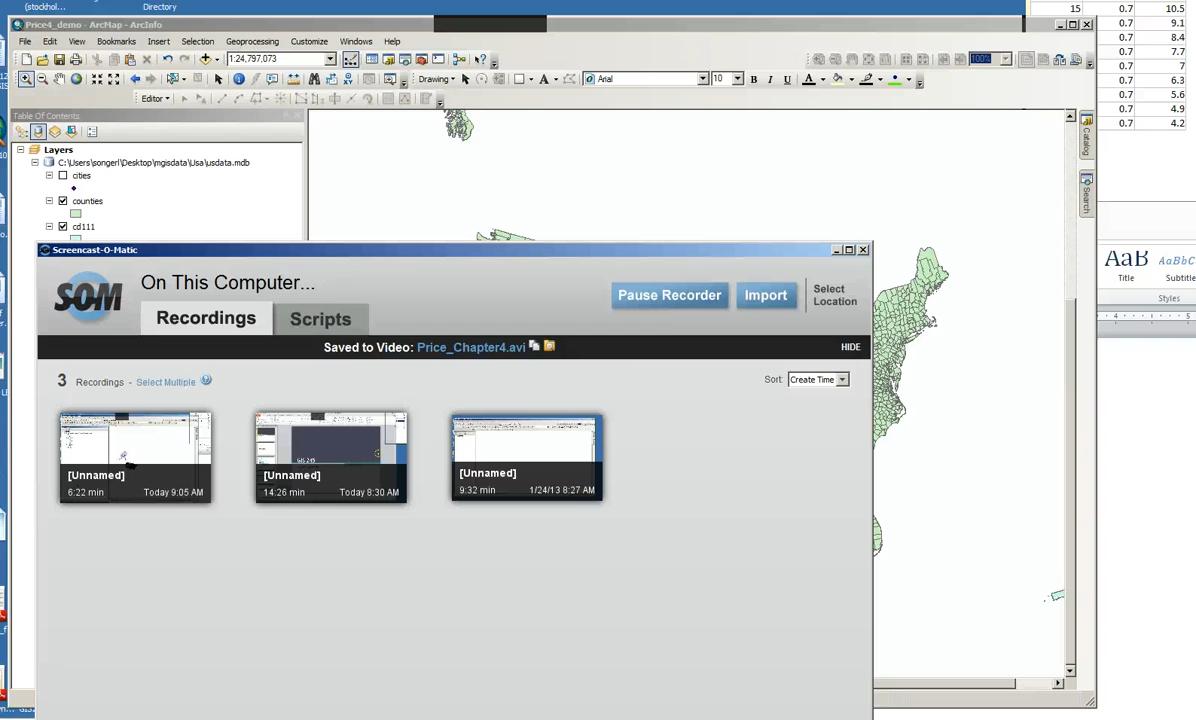 (stockhol... Directory
Price4_demo - ArcMap - ArcInfo
File Edit View Bookmarks Insert Selection Geoprocessing Customize Windows Help
1:24,797,073 100%
Drawing Arial 10 B I U A
Editor
Table Of Contents
Layers
C:\Users\songerl\Desktop\mgisdata\Usa\usdata.mdb
cities
counties
cd111
Catalog
Search
15 0.7 10.5
0.7 9.1
0.7 8.4
0.7 7.7
0.7 7
0.7 6.3
0.7 5.6
0.7 4.9
0.7 4.2
AaB AaBbC
Title Subtitle
Styles
4 5
Screencast-O-Matic
SOM
On This Computer...
Recordings Scripts
Pause Recorder Import Select Location
Saved to Video: Price_Chapter4.avi HIDE
3 Recordings - Select Multiple
Sort: Create Time
[Unnamed]
6:22 min Today 9:05 AM
[Unnamed]
14:26 min Today 8:30 AM
[Unnamed]
9:32 min 1/24/13 8:27 AM